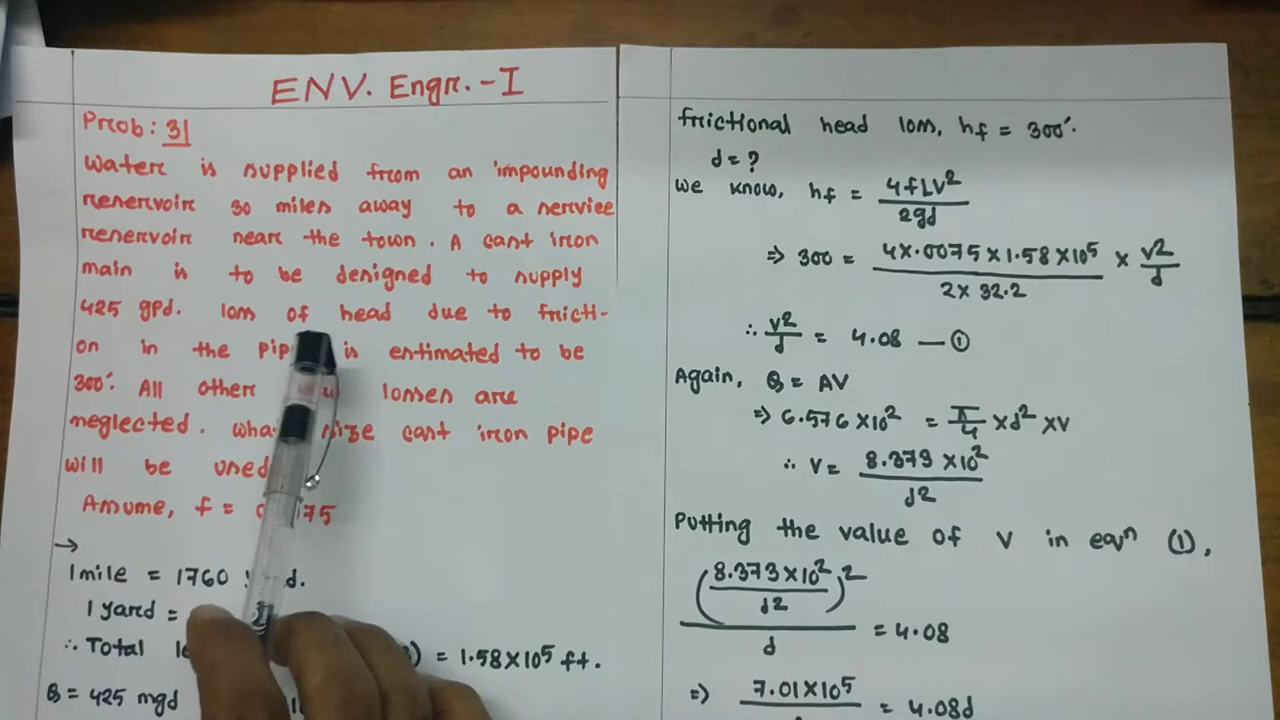 ENV. Engr. - I
Prob: 31
Water is supplied from an impounding
reservoir 30 miles away to a service
reservoir near the town. A cast iron
main is to be designed to supply
425 gpd. loss of head due to fricti-
on in the is estimated to be
300'. All other losses are
neglected. size cast iron pipe
will be used
Assume, f =
→
1 mile = 1760
1 yard =
∴ Total = 1.58×10⁵ ft.
Q = 425 mgd
frictional head loss, hf = 300'.
d = ?
We know, hf = 4fLV²/2gd
⇒ 300 = 4×.0075×1.58×10⁵/2×32.2 × V²/d
∴ V²/d = 4.08 — ①
Again, Q = AV
⇒ 6.576×10² = π/4 ×d²×V
∴ V = 8.373×10²/d²
Putting the value of V in eqⁿ (1),
(8.373×10²/d²)²/d = 4.08
⇒ 7.01×10⁵ = 4.08d